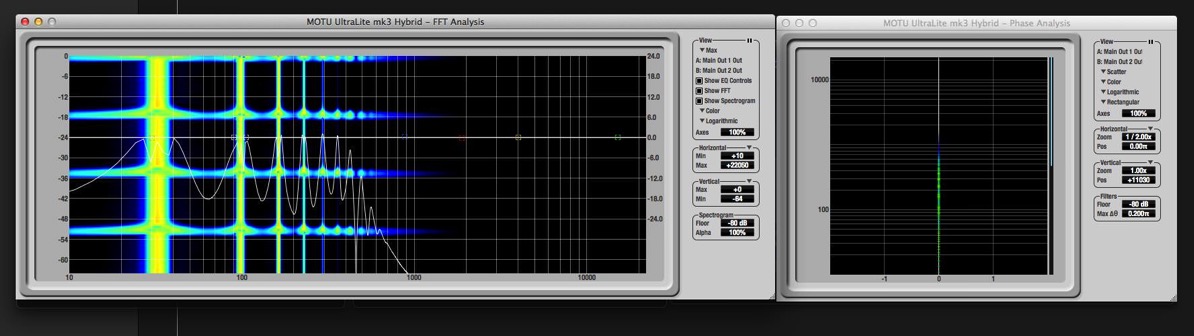 MOTU UltraLite mk3 Hybrid – FFT Analysis
0
-6
-12
-18
-24
-30
-36
-42
-48
-54
-60
24.0
18.0
12.0
6.0
0.0
-6.0
-12.0
-18.0
-24.0
10
100
1000
10000
View
Max
A: Main Out 1 Out
B: Main Out 2 Out
Show EQ Controls
Show FFT
Show Spectrogram
Color
Logarithmic
Axes 100%
Horizontal
Min +10
Max +22050
Vertical
Max +0
Min -64
Spectrogram
Floor -80 dB
Alpha 100%
MOTU UltraLite mk3 Hybrid – Phase Analysis
10000
100
-1
0
1
View
A: Main Out 1 Out
B: Main Out 2 Out
Scatter
Color
Logarithmic
Rectangular
Axes 100%
Horizontal
Zoom 1 / 2.00x
Pos 0.00π
Vertical
Zoom 1.00x
Pos +11030
Filters
Floor -80 dB
Max Δθ 0.200π